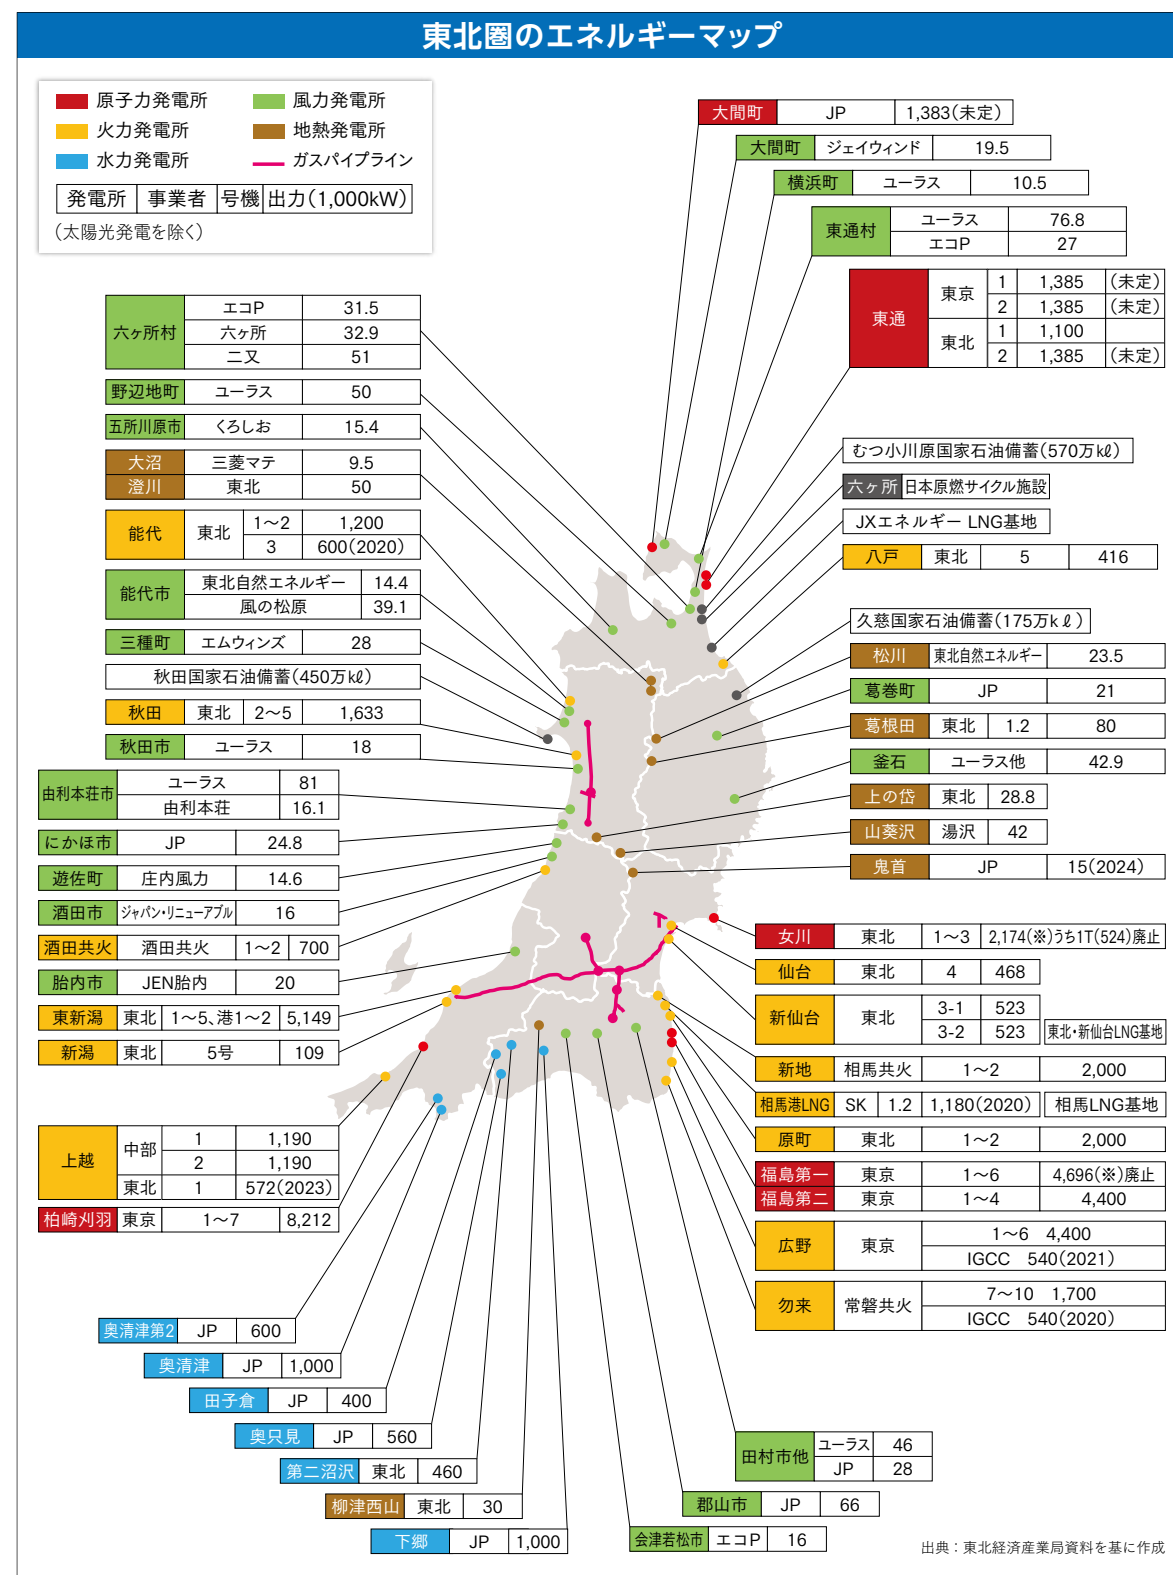 東北圏のエネルギーマップ
原子力発電所
風力発電所
火力発電所
地熱発電所
水力発電所
ガスパイプライン
発電所 事業者 号機 出力(1,000kW)
(太陽光発電を除く)
大間町 JP 1,383(未定)
大間町 ジェイウィンド 19.5
横浜町 ユーラス 10.5
東通村 ユーラス 76.8
エコP 27
東通 東京 1 1,385 (未定)
2 1,385 (未定)
東北 1 1,100
2 1,385 (未定)
六ヶ所村 エコP 31.5
六ヶ所 32.9
二又 51
野辺地町 ユーラス 50
五所川原市 くろしお 15.4
大沼 三菱マテ 9.5
澄川 東北 50
能代 東北 1～2 1,200
3 600(2020)
能代市 東北自然エネルギー 14.4
風の松原 39.1
三種町 エムウィンズ 28
秋田国家石油備蓄(450万㎘)
秋田 東北 2～5 1,633
秋田市 ユーラス 18
由利本荘市 ユーラス 81
由利本荘 16.1
にかほ市 JP 24.8
遊佐町 庄内風力 14.6
酒田市 ジャパン・リニューアブル 16
酒田共火 酒田共火 1～2 700
胎内市 JEN胎内 20
東新潟 東北 1～5、港1～2 5,149
新潟 東北 5号 109
上越 中部 1 1,190
2 1,190
東北 1 572(2023)
柏崎刈羽 東京 1～7 8,212
むつ小川原国家石油備蓄(570万㎘)
六ヶ所 日本原燃サイクル施設
JXエネルギー LNG基地
八戸 東北 5 416
久慈国家石油備蓄(175万kℓ)
松川 東北自然エネルギー 23.5
葛巻町 JP 21
葛根田 東北 1.2 80
釜石 ユーラス他 42.9
上の岱 東北 28.8
山葵沢 湯沢 42
鬼首 JP 15(2024)
女川 東北 1～3 2,174(※)うち1T(524)廃止
仙台 東北 4 468
新仙台 東北 3-1 523
3-2 523 東北・新仙台LNG基地
新地 相馬共火 1～2 2,000
相馬港LNG SK 1.2 1,180(2020) 相馬LNG基地
原町 東北 1～2 2,000
福島第一 東京 1～6 4,696(※)廃止
福島第二 東京 1～4 4,400
広野 東京 1～6 4,400
IGCC 540(2021)
勿来 常磐共火 7～10 1,700
IGCC 540(2020)
奥清津第2 JP 600
奥清津 JP 1,000
田子倉 JP 400
奥只見 JP 560
第二沼沢 東北 460
柳津西山 東北 30
下郷 JP 1,000
田村市他 ユーラス 46
JP 28
郡山市 JP 66
会津若松市 エコP 16
出典：東北経済産業局資料を基に作成